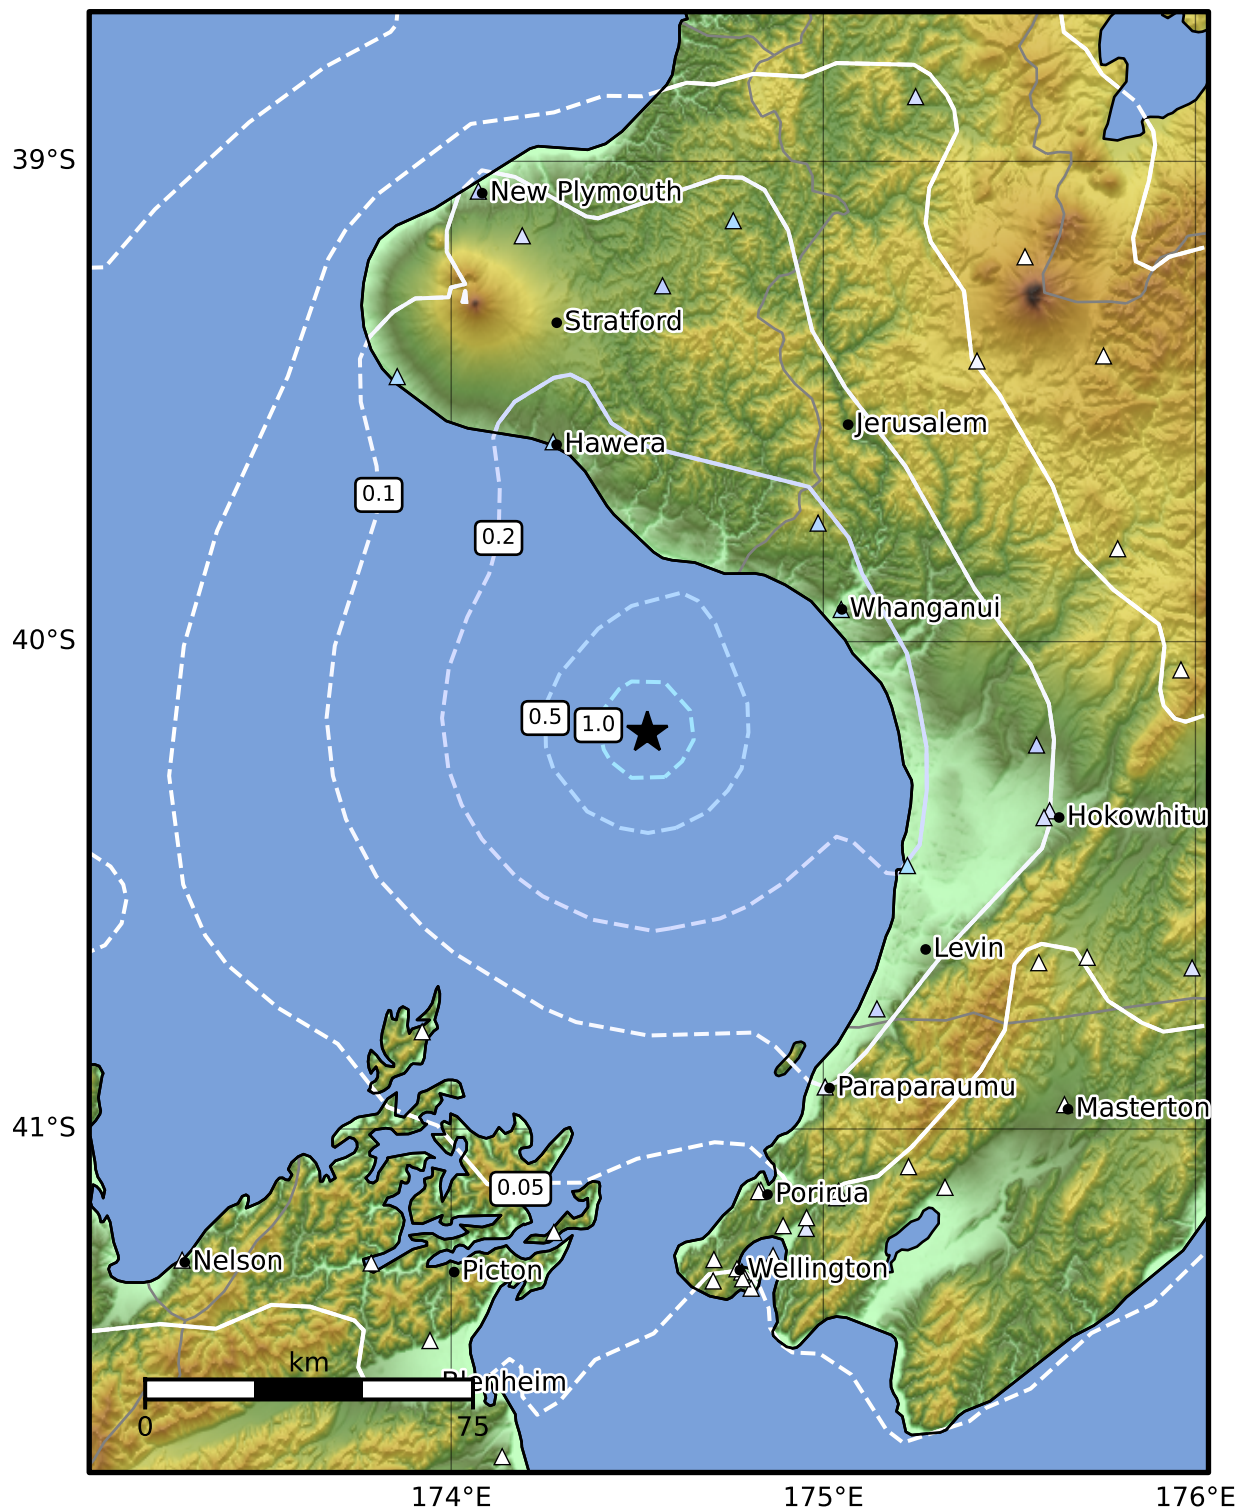 39°S
New Plymouth
Stratford
Jerusalem
Hawera
0.1
0.2
Whanganui
40°S
0.5
1.0
Hokowhitu
Levin
Paraparaumu
Masterton
41°S
0.05
Porirua
Nelson
Picton
Wellington
km
Blenheim
0
75
174°E
175°E
176°E